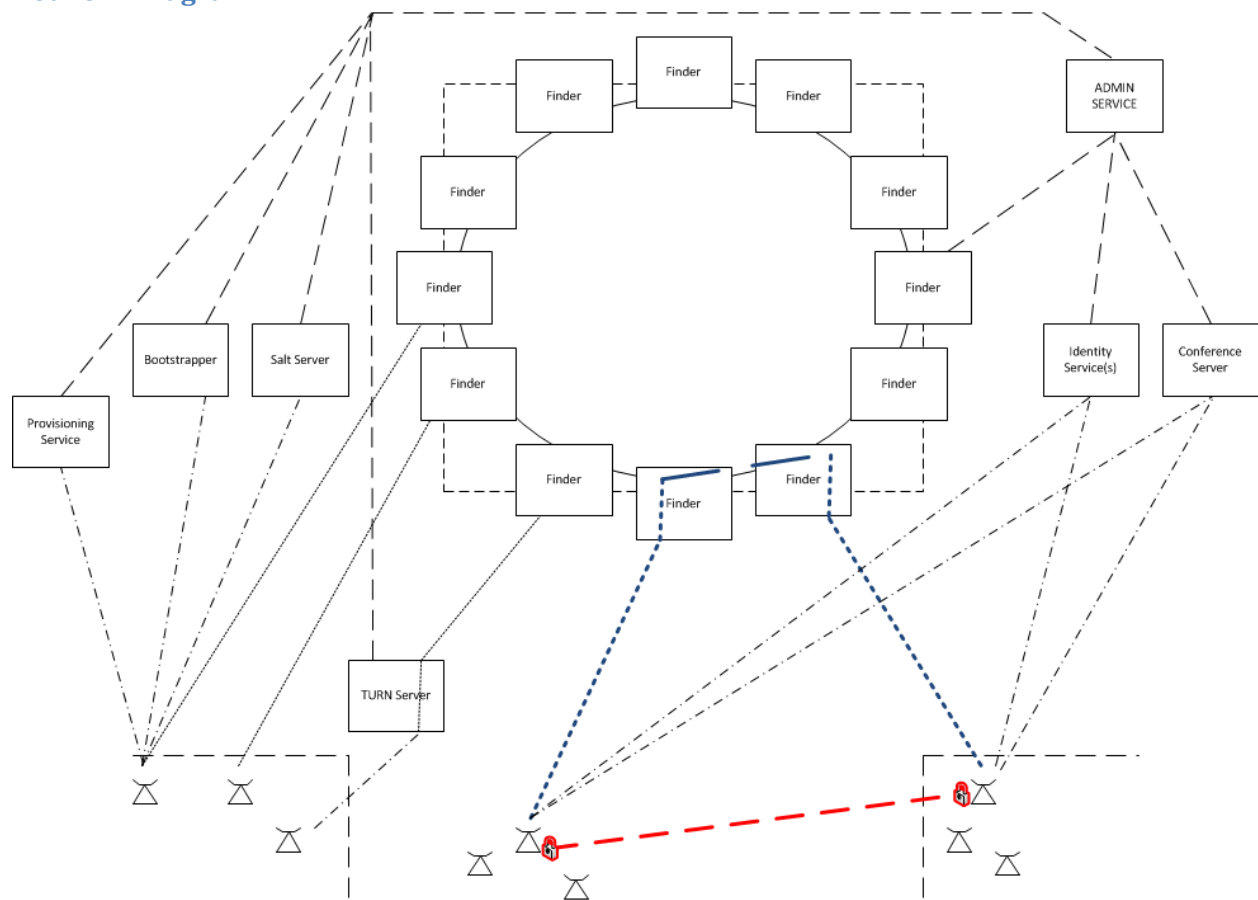 Finder
Finder
Finder
ADMIN
SERVICE
Finder
Finder
Finder
Finder
Bootstrapper
Salt Server
Identity
Service(s)
Conference
Server
Finder
Finder
Provisioning
Service
Finder
Finder
Finder
TURN Server